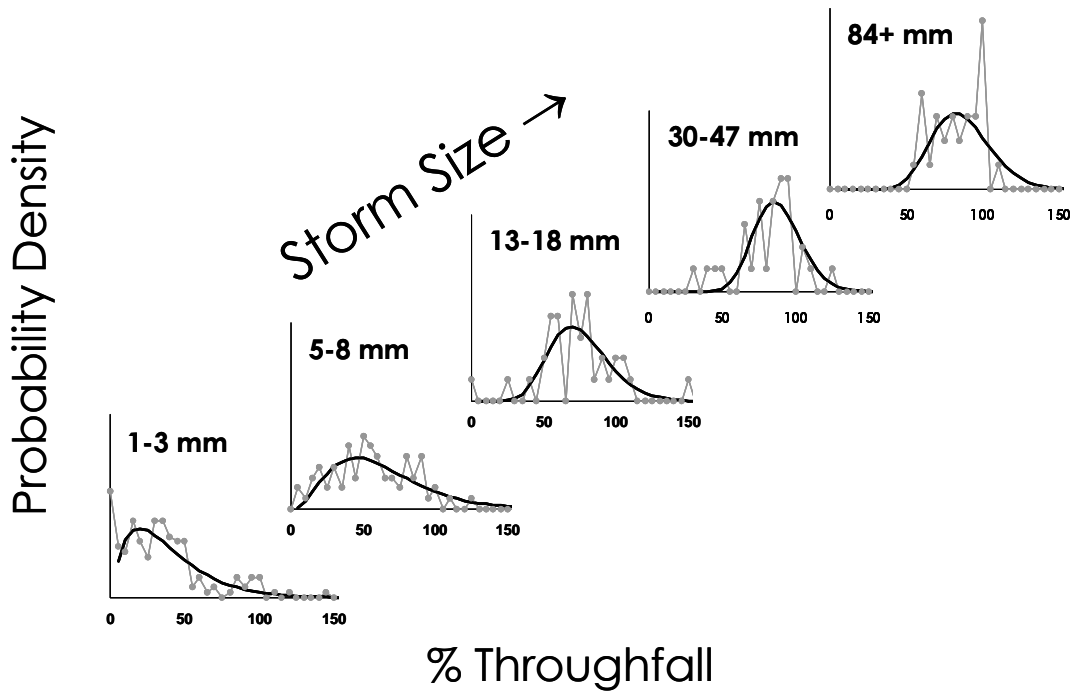 84+ mm
0 50 100 150
30-47 mm
0 50 100 150
Storm Size →
13-18 mm
0 50 100 150
5-8 mm
0 50 100 150
1-3 mm
0 50 100 150
Probability Density
% Throughfall